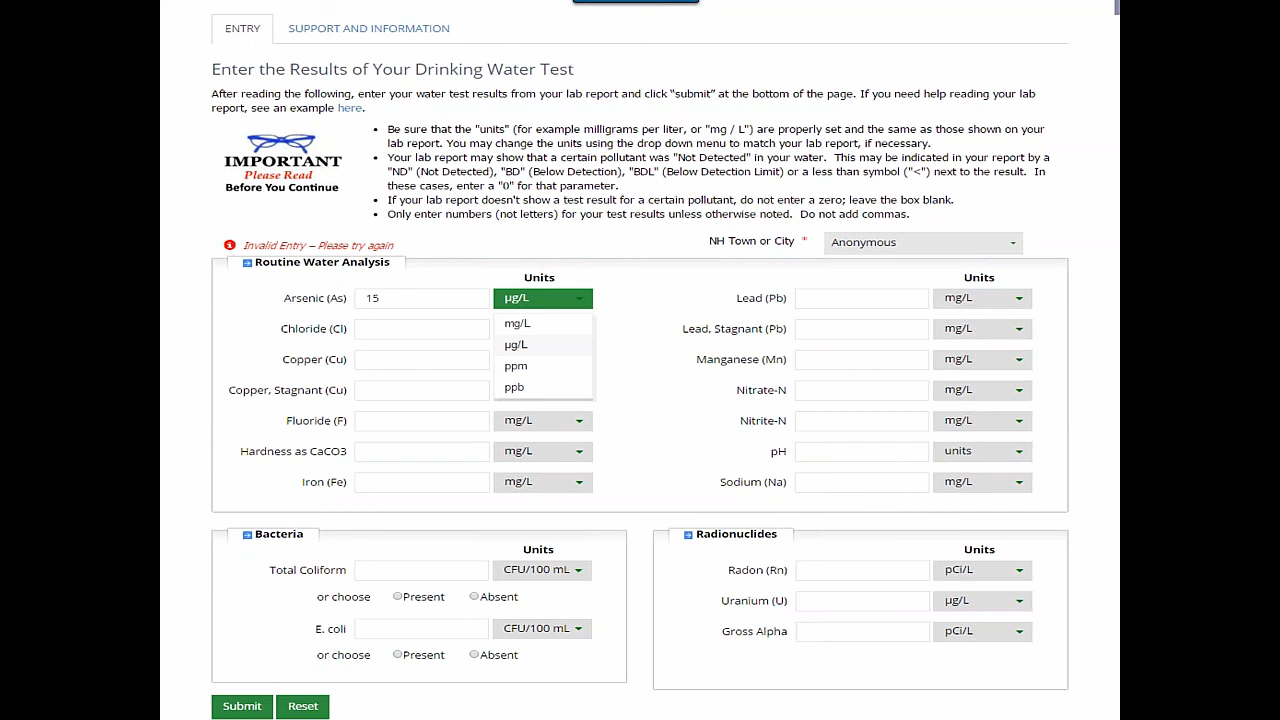 ENTRY
SUPPORT AND INFORMATION
Enter the Results of Your Drinking Water Test
After reading the following, enter your water test results from your lab report and click “submit” at the bottom of the page. If you need help reading your lab
report, see an example here.
IMPORTANT
Please Read
Before You Continue
• Be sure that the "units" (for example milligrams per liter, or "mg / L") are properly set and the same as those shown on your
lab report. You may change the units using the drop down menu to match your lab report, if necessary.
• Your lab report may show that a certain pollutant was "Not Detected" in your water. This may be indicated in your report by a
"ND" (Not Detected), "BD" (Below Detection), "BDL" (Below Detection Limit) or a less than symbol ("<") next to the result. In
these cases, enter a "0" for that parameter.
• If your lab report doesn't show a test result for a certain pollutant, do not enter a zero; leave the box blank.
• Only enter numbers (not letters) for your test results unless otherwise noted. Do not add commas.
Invalid Entry – Please try again
NH Town or City * Anonymous
Routine Water Analysis
Units
Arsenic (As) 15 µg/L
mg/L
µg/L
ppm
ppb
Chloride (Cl)
Copper (Cu)
Copper, Stagnant (Cu)
Fluoride (F) mg/L
Hardness as CaCO3 mg/L
Iron (Fe) mg/L
Units
Lead (Pb) mg/L
Lead, Stagnant (Pb) mg/L
Manganese (Mn) mg/L
Nitrate-N mg/L
Nitrite-N mg/L
pH units
Sodium (Na) mg/L
Bacteria
Units
Total Coliform CFU/100 mL
or choose Present Absent
E. coli CFU/100 mL
or choose Present Absent
Radionuclides
Units
Radon (Rn) pCi/L
Uranium (U) µg/L
Gross Alpha pCi/L
Submit Reset